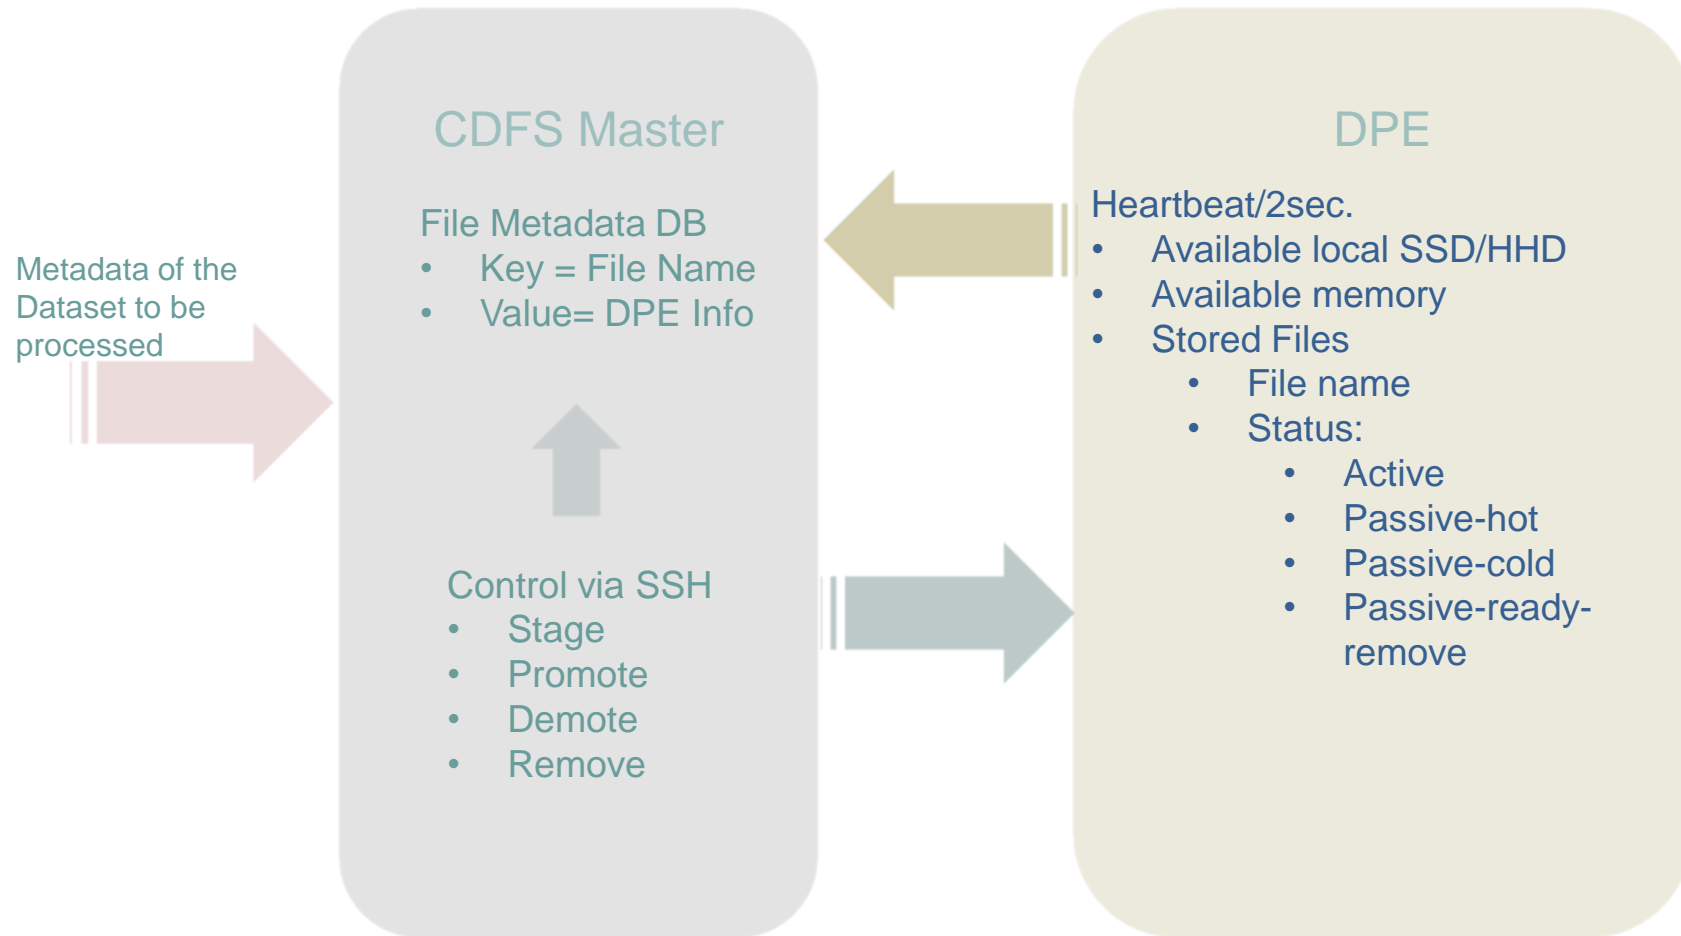 Metadata of the
Dataset to be
processed
CDFS Master
File Metadata DB
• Key = File Name
• Value= DPE Info
Control via SSH
• Stage
• Promote
• Demote
• Remove
DPE
Heartbeat/2sec.
• Available local SSD/HHD
• Available memory
• Stored Files
• File name
• Status:
• Active
• Passive-hot
• Passive-cold
• Passive-ready-
remove